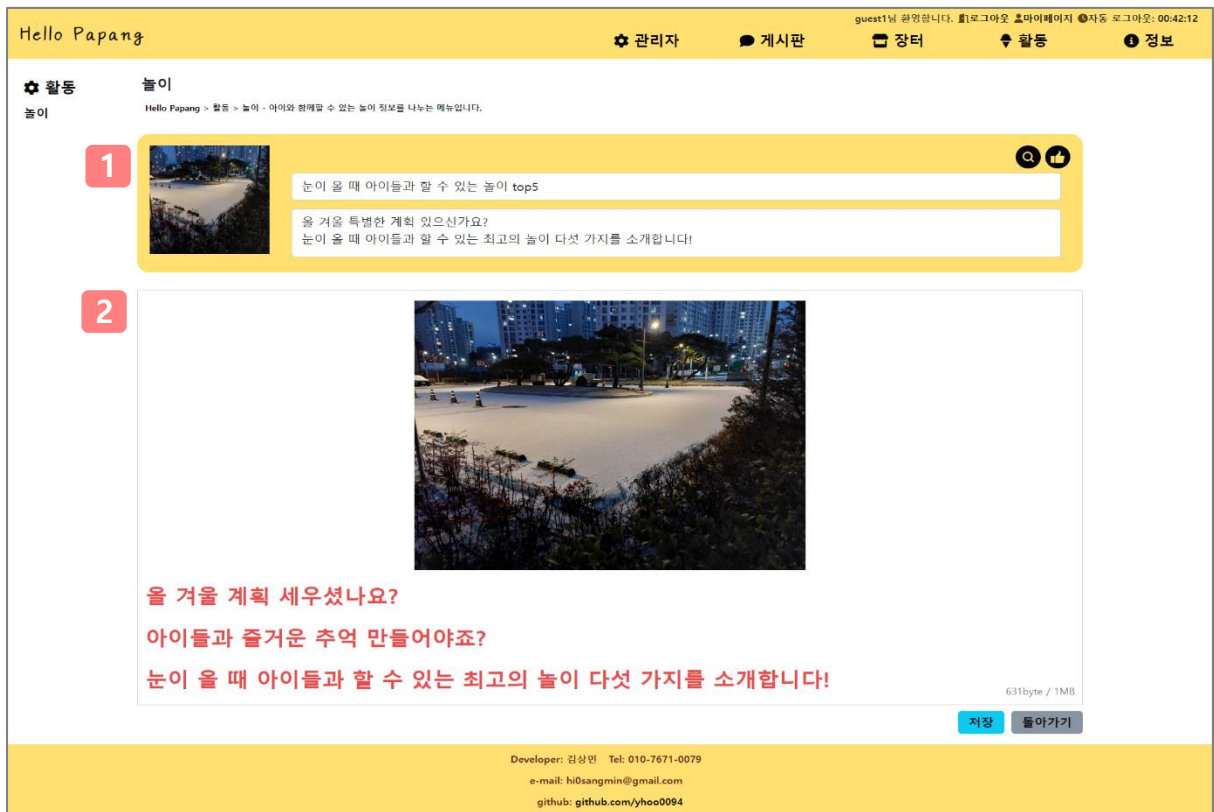 guest1님 환영합니다. 로그아웃 마이페이지 자동 로그아웃: 00:42:12
Hello Papang
관리자 게시판 장터 활동 정보
활동
놀이
놀이
Hello Papang > 활동 > 놀이 - 아이와 함께할 수 있는 놀이 정보를 나누는 메뉴입니다.
1
눈이 올 때 아이들과 할 수 있는 놀이 top5
올 겨울 특별한 계획 있으신가요?
눈이 올 때 아이들과 할 수 있는 최고의 놀이 다섯 가지를 소개합니다!
2
올 겨울 계획 세우셨나요?
아이들과 즐거운 추억 만들어야죠?
눈이 올 때 아이들과 할 수 있는 최고의 놀이 다섯 가지를 소개합니다!
631byte / 1MB
저장 돌아가기
Developer: 김상민 Tel: 010-7671-0079
e-mail: hi0sangmin@gmail.com
github: github.com/yhoo0094